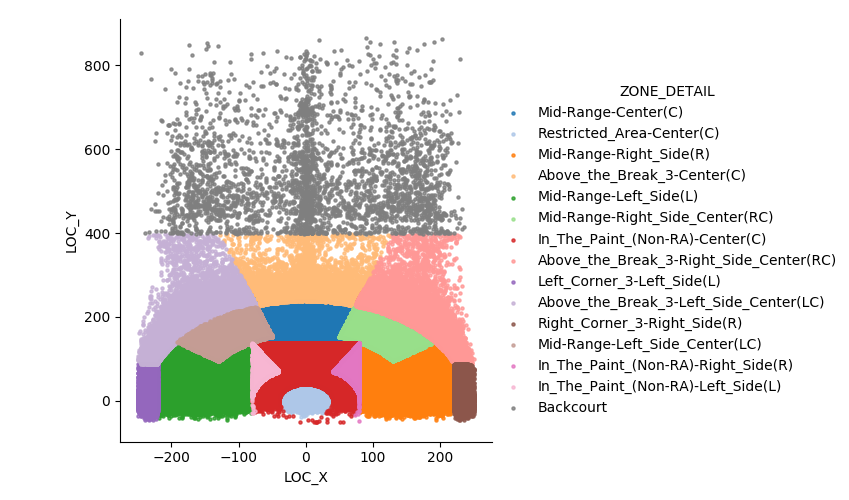 800
600
400
200
0
LOC_Y
−200
−100
0
100
200
LOC_X
ZONE_DETAIL
Mid-Range-Center(C)
Restricted_Area-Center(C)
Mid-Range-Right_Side(R)
Above_the_Break_3-Center(C)
Mid-Range-Left_Side(L)
Mid-Range-Right_Side_Center(RC)
In_The_Paint_(Non-RA)-Center(C)
Above_the_Break_3-Right_Side_Center(RC)
Left_Corner_3-Left_Side(L)
Above_the_Break_3-Left_Side_Center(LC)
Right_Corner_3-Right_Side(R)
Mid-Range-Left_Side_Center(LC)
In_The_Paint_(Non-RA)-Right_Side(R)
In_The_Paint_(Non-RA)-Left_Side(L)
Backcourt